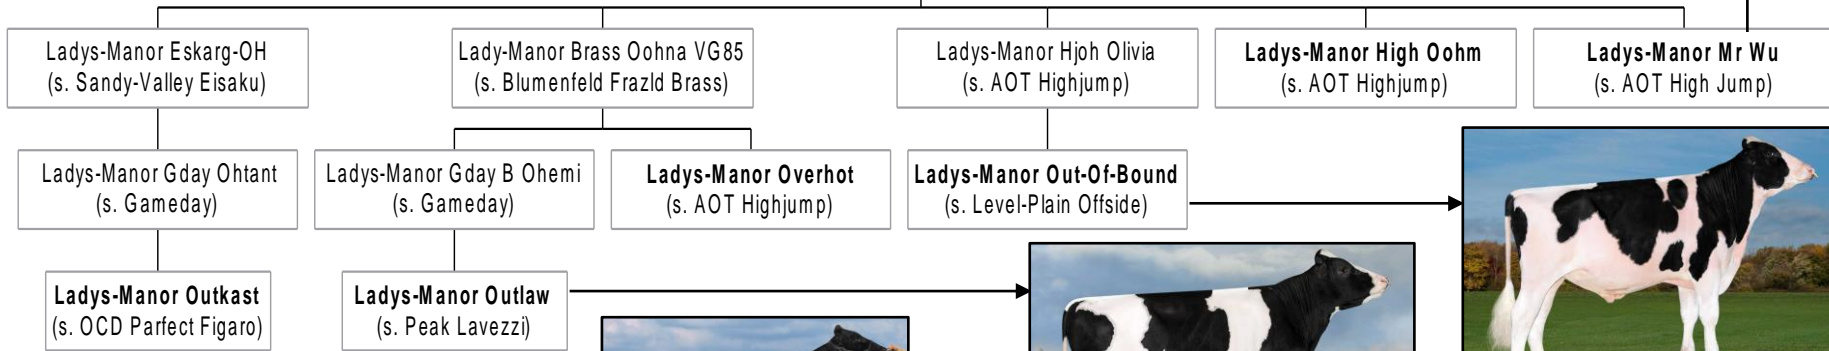 Ladys-Manor Eskarg-OH
(s. Sandy-Valley Eisaku)
Lady-Manor Brass Oohna VG85
(s. Blumenfeld Frazld Brass)
Ladys-Manor Hjoh Olivia
(s. AOT Highjump)
Ladys-Manor High Oohm
(s. AOT Highjump)
Ladys-Manor Mr Wu
(s. AOT High Jump)
Ladys-Manor Gday Ohtant
(s. Gameday)
Ladys-Manor Gday B Ohemi
(s. Gameday)
Ladys-Manor Overhot
(s. AOT Highjump)
Ladys-Manor Out-Of-Bound
(s. Level-Plain Offside)
Ladys-Manor Outkast
(s. OCD Parfect Figaro)
Ladys-Manor Outlaw
(s. Peak Lavezzi)